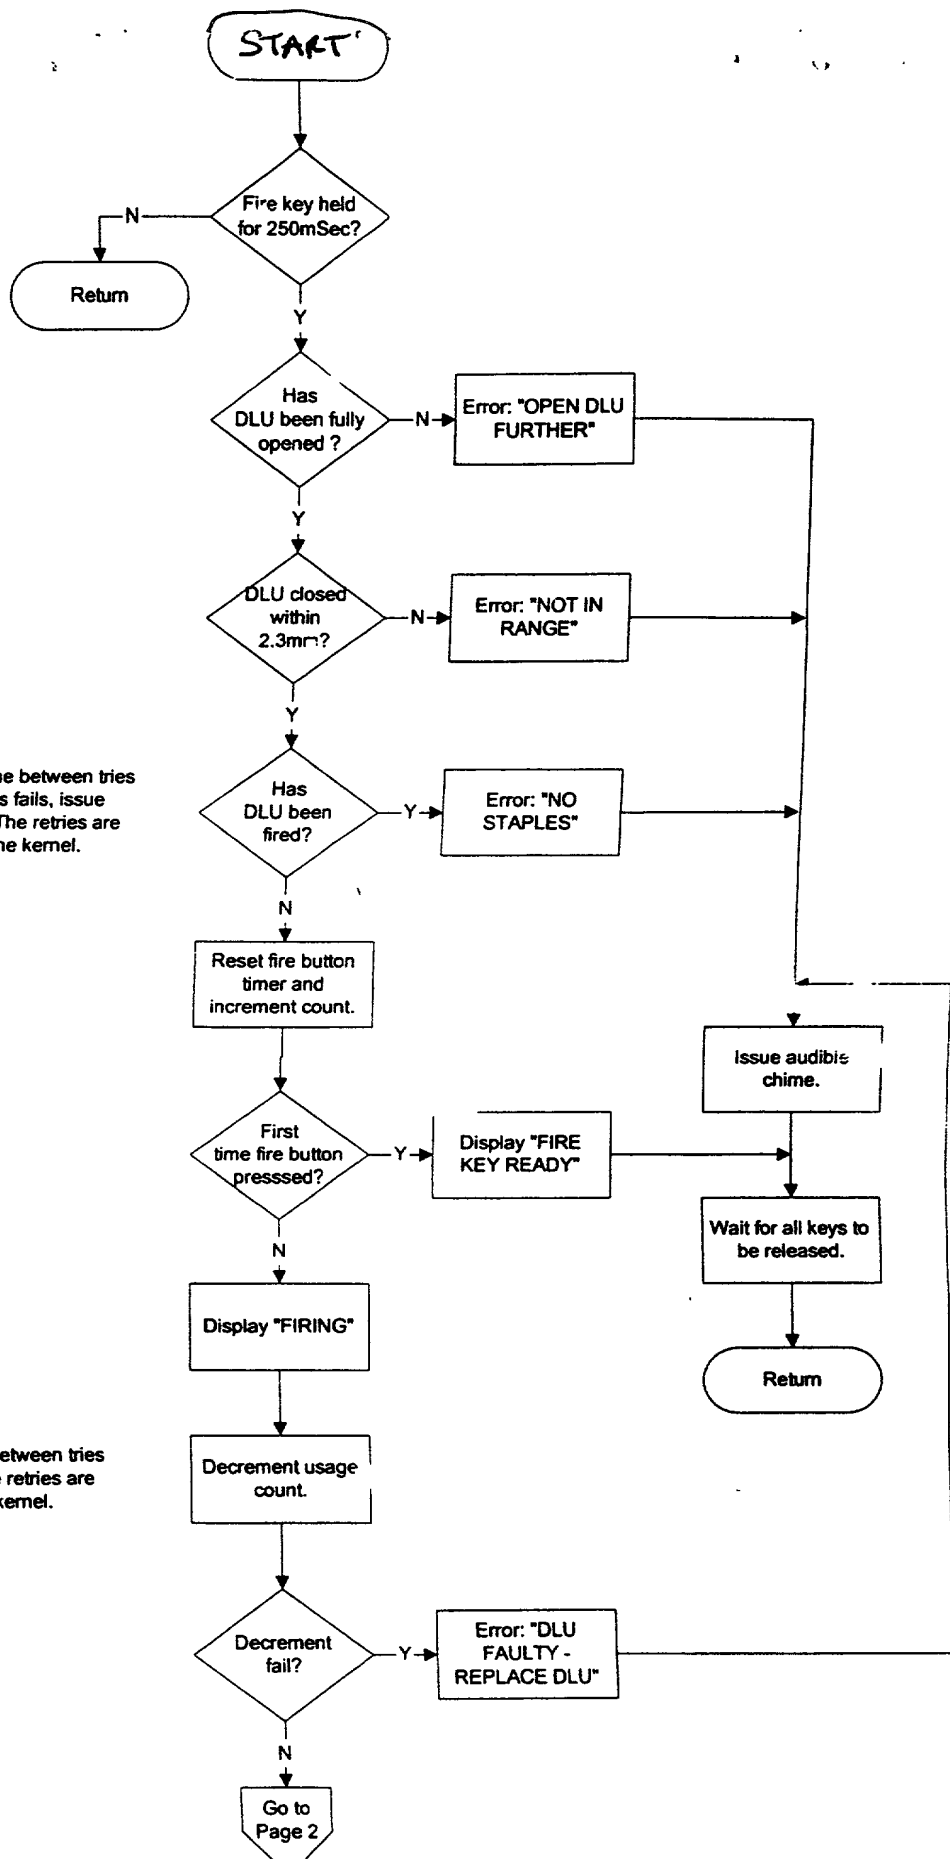 START
Fire key held
for 250mSec?
N
Return
Y
Has
DLU been fully
opened ?
N
Error: "OPEN DLU
FURTHER"
Y
DLU closed
within
2.3mm?
N
Error: "NOT IN
RANGE"
Y
ne between tries
s fails, issue
The retries are
ne kernel.
Has
DLU been
fired?
Y
Error: "NO
STAPLES"
N
Reset fire button
timer and
increment count.
Issue audible
chime.
First
time fire button
presssed?
Y
Display "FIRE
KEY READY"
Wait for all keys to
be released.
N
Display "FIRING"
Return
etween tries
e retries are
kernel.
Decrement usage
count.
Decrement
fail?
Y
Error: "DLU
FAULTY -
REPLACE DLU"
N
Go to
Page 2